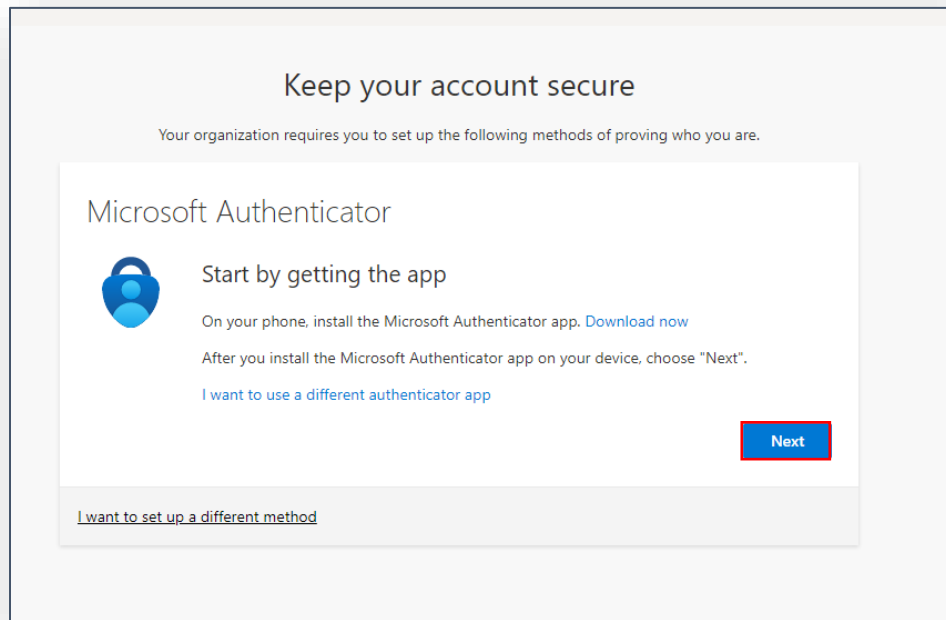 Keep your account secure
Your organization requires you to set up the following methods of proving who you are.
Microsoft Authenticator
Start by getting the app
On your phone, install the Microsoft Authenticator app. Download now
After you install the Microsoft Authenticator app on your device, choose "Next".
I want to use a different authenticator app
Next
I want to set up a different method